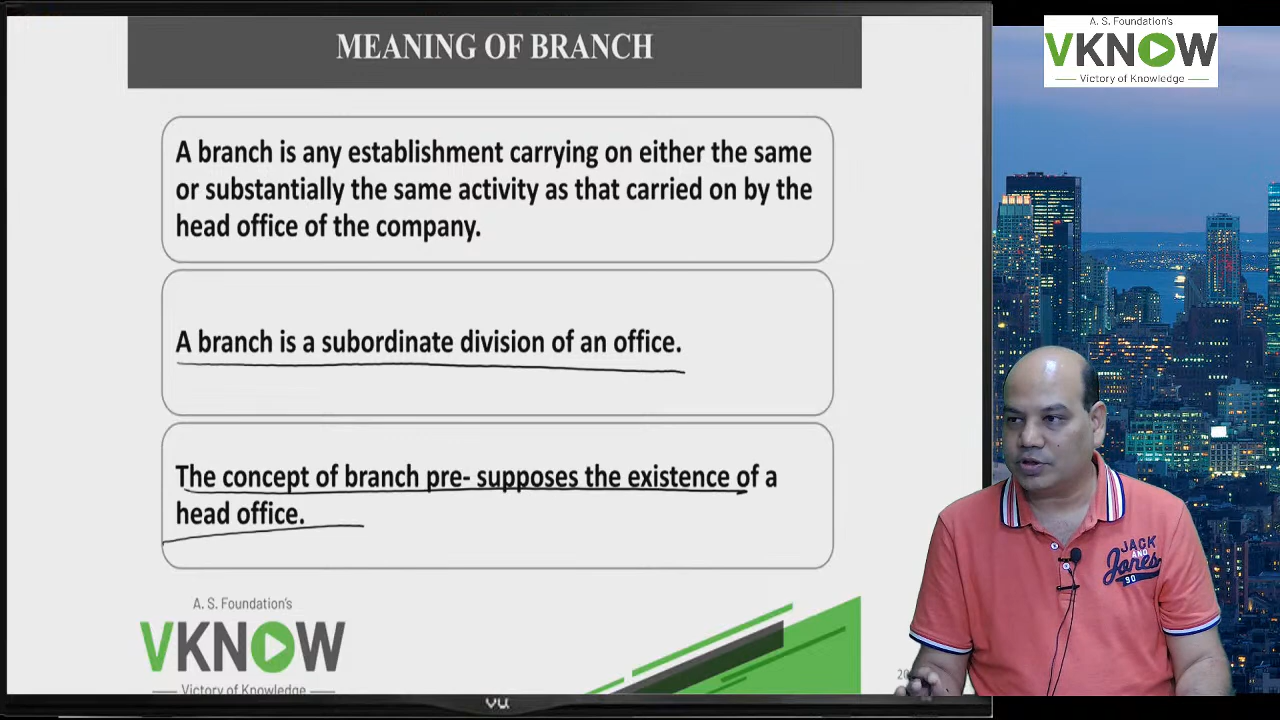 MEANING OF BRANCH
A branch is any establishment carrying on either the same
or substantially the same activity as that carried on by the
head office of the company.
A branch is a subordinate division of an office.
The concept of branch pre- supposes the existence of a
head office.
A. S. Foundation's
VKNOW
Victory of Knowledge
20
vu
A. S. Foundation's
VKNOW
Victory of Knowledge
JACK
AND
Jones
90